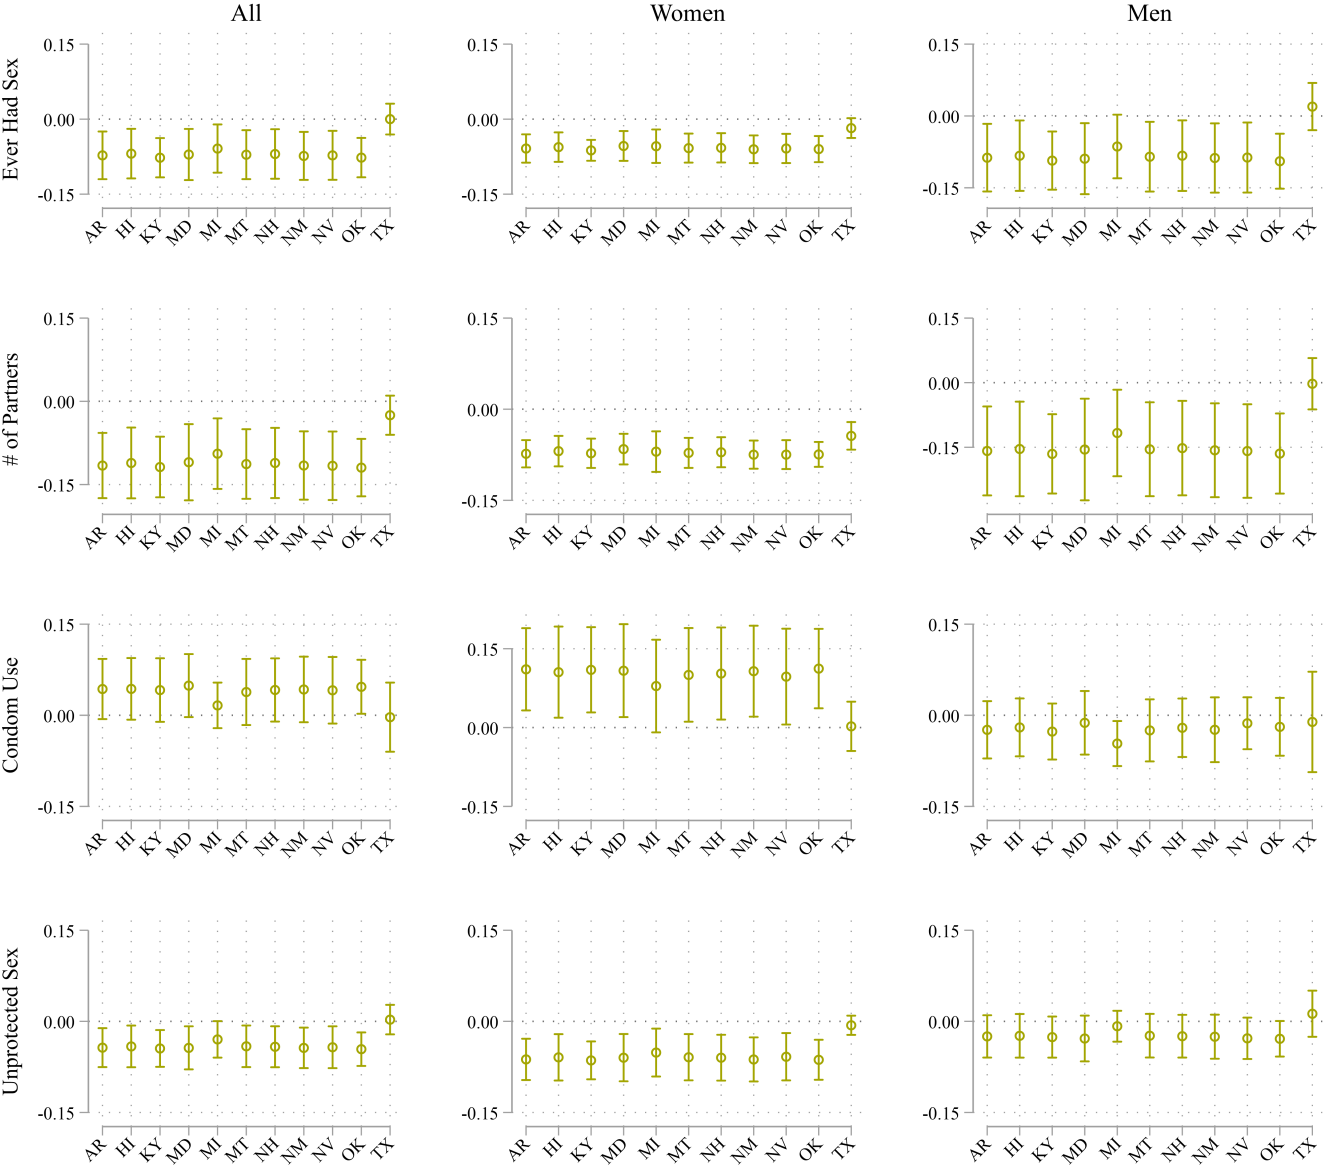 All Women Men
Ever Had Sex
0.15 0.15 0.15
0.00 0.00 0.00
-0.15 -0.15 -0.15
AR HI KY MD MI MT NH NM NV OK TX AR HI KY MD MI MT NH NM NV OK TX AR HI KY MD MI MT NH NM NV OK TX
# of Partners
0.15 0.15 0.15
0.00 0.00 0.00
-0.15 -0.15 -0.15
AR HI KY MD MI MT NH NM NV OK TX AR HI KY MD MI MT NH NM NV OK TX AR HI KY MD MI MT NH NM NV OK TX
Condom Use
0.15 0.15 0.15
0.00 0.00 0.00
-0.15 -0.15 -0.15
AR HI KY MD MI MT NH NM NV OK TX AR HI KY MD MI MT NH NM NV OK TX AR HI KY MD MI MT NH NM NV OK TX
Unprotected Sex
0.15 0.15 0.15
0.00 0.00 0.00
-0.15 -0.15 -0.15
AR HI KY MD MI MT NH NM NV OK TX AR HI KY MD MI MT NH NM NV OK TX AR HI KY MD MI MT NH NM NV OK TX